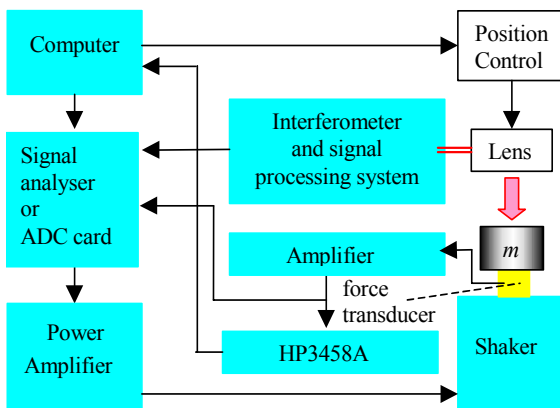 Computer
Position
Control
Interferometer
and signal
processing system
Lens
Signal
analyser
or
ADC card
m
Amplifier
force
transducer
Power
Amplifier
HP3458A
Shaker